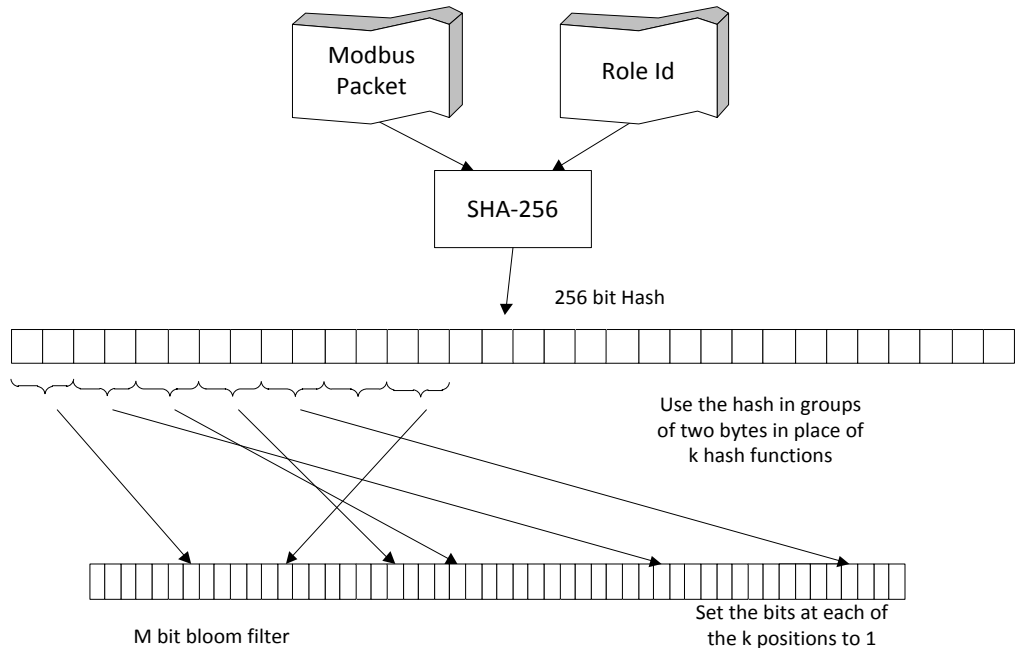 Modbus
Packet
Role Id
SHA-256
256 bit Hash
Use the hash in groups
of two bytes in place of
k hash functions
M bit bloom filter
Set the bits at each of
the k positions to 1